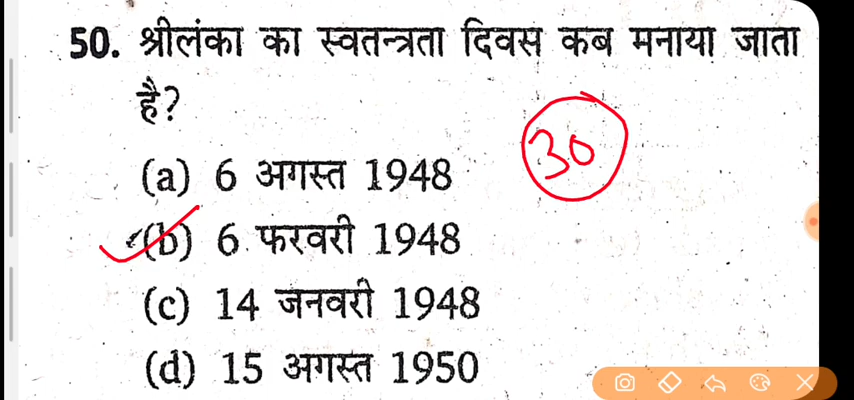 50. श्रीलंका का स्वतन्त्रता दिवस कब मनाया जाता
है?
30
(a) 6 अगस्त 1948
(b) 6 फरवरी 1948
(c) 14 जनवरी 1948
(d) 15 अगस्त 1950